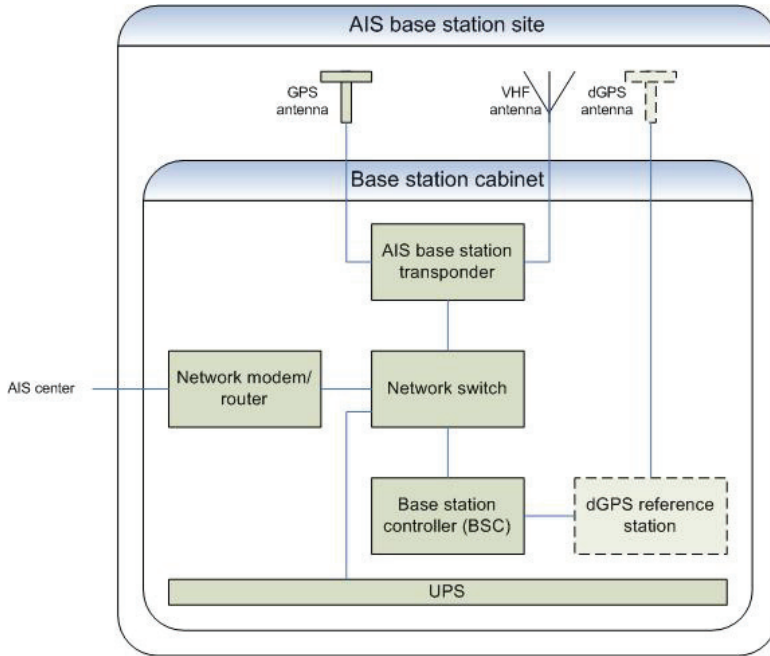 AIS base station site
GPS
antenna
VHF
antenna
dGPS
antenna
Base station cabinet
AIS base station
transponder
AIS center
Network modem/
router
Network switch
Base station
controller (BSC)
dGPS reference
station
UPS